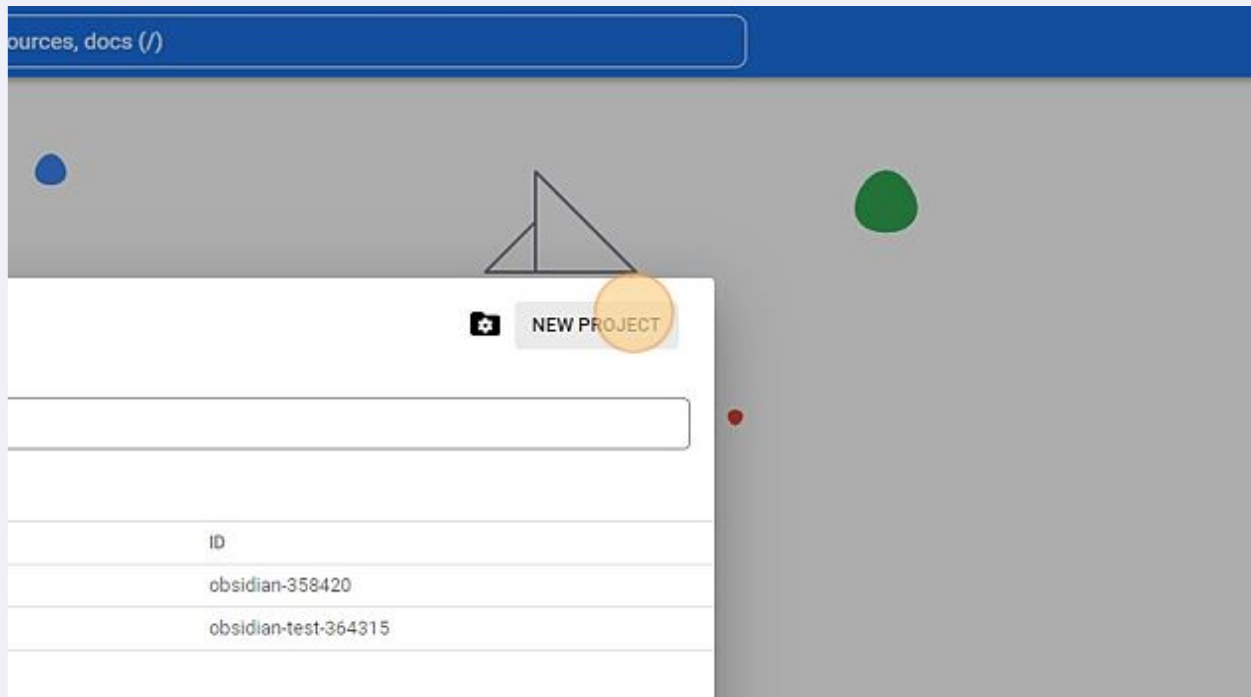 ources, docs (/)
NEW PROJECT
ID
obsidian-358420
obsidian-test-364315